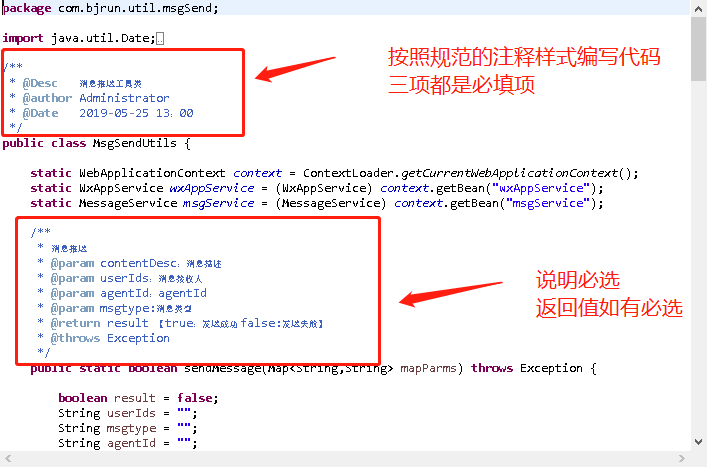 package com.bjrun.util.msgSend;
import java.util.Date;
/**
按照规范的注释样式编写代码
三项都是必填项
* @Desc 消息推送工具类
* @author Administrator
* @Date 2019-05-25 13：00
*/
public class MsgSendUtils {
static WebApplicationContext context = ContextLoader.getCurrentWebApplicationContext();
static WxAppService wxAppService = (WxAppService) context.getBean("wxAppService");
static MessageService msgService = (MessageService) context.getBean("msgService");
/**
* 消息推送
* @param contentDesc：消息描述
* @param userIds：消息接收人
* @param agentId：agentId
* @param msgtype:消息类型
* @return result 【true：发送成功 false:发送失败】
* @throws Exception
*/
说明必选
返回值如有必选
public static boolean sendMessage(Map<String,String> mapParms) throws Exception {
boolean result = false;
String userIds = "";
String msgtype = "";
String agentId = "";